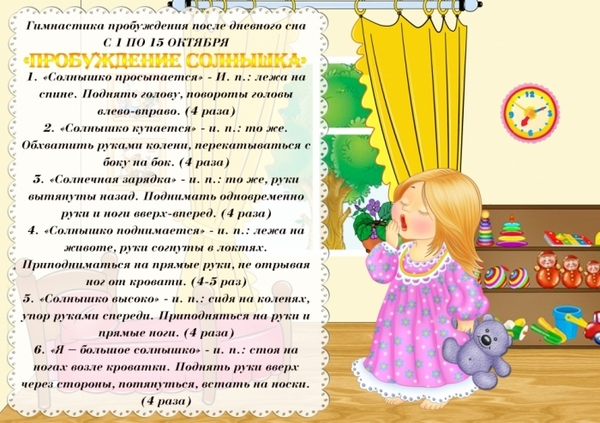 Гимнастика пробуждения после дневного сна
С 1 ПО 15 ОКТЯБРЯ
«ПРОБУЖДЕНИЕ СОЛНЫШКА»
1. «Солнышко просыпается» - И. п.: лежа на
спине. Поднять голову, повороты головы
влево-вправо. (4 раза)
2. «Солнышко купается» - и. п.: то же.
Обхватить руками колени, перекатываться с
боку на бок. (4 раза)
3. «Солнечная зарядка» - и. п.: то же, руки
вытянуты назад. Поднимать одновременно
руки и ноги вверх-вперед. (4 раза)
4. «Солнышко поднимается» - и. п.: лежа на
животе, руки согнуты в локтях.
Приподниматься на прямые руки, не отрывая
ног от кровати. (4-5 раз)
5. «Солнышко высоко» - и. п.: сидя на коленях,
упор руками спереди. Приподняться на руки и
прямые ноги. (4 раза)
6. «Я — большое солнышко» - и. п.: стоя на
ногах возле кроватки. Поднять руки вверх
через стороны, потянуться, встать на носки.
(4 раза)